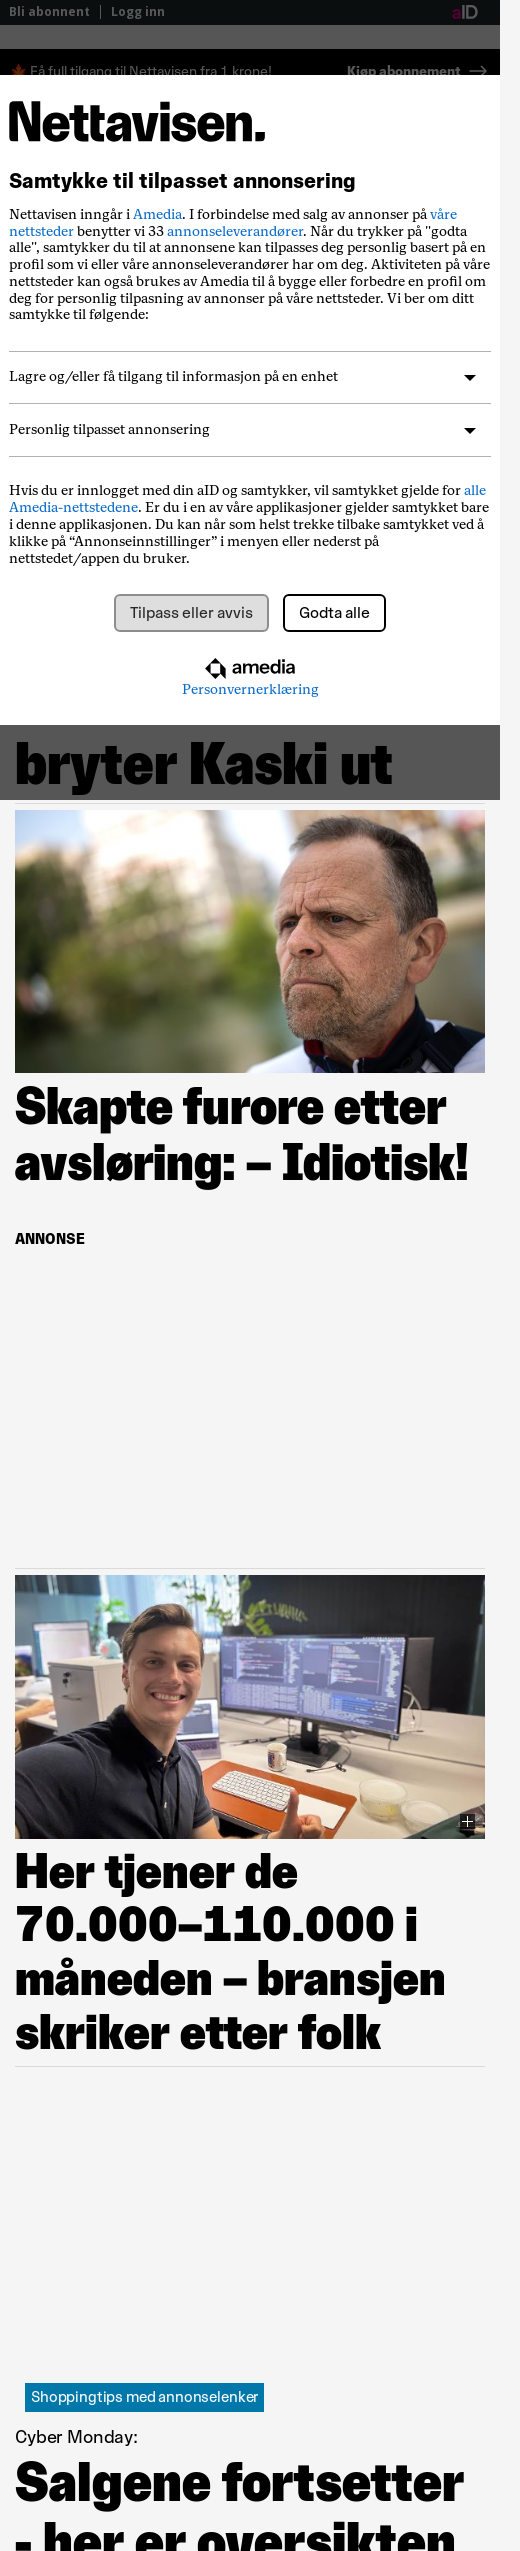 Bli abonnent | Logg inn
aID
🍁 Få full tilgang til Nettavisen fra 1 krone!
Kjøp abonnement →
Nettavisen.
Samtykke til tilpasset annonsering
Nettavisen inngår i Amedia. I forbindelse med salg av annonser på våre
nettsteder benytter vi 33 annonseleverandører. Når du trykker på "godta
alle", samtykker du til at annonsene kan tilpasses deg personlig basert på en
profil som vi eller våre annonseleverandører har om deg. Aktiviteten på våre
nettsteder kan også brukes av Amedia til å bygge eller forbedre en profil om
deg for personlig tilpasning av annonser på våre nettsteder. Vi ber om ditt
samtykke til følgende:
Lagre og/eller få tilgang til informasjon på en enhet
Personlig tilpasset annonsering
Hvis du er innlogget med din aID og samtykker, vil samtykket gjelde for alle
Amedia-nettstedene. Er du i en av våre applikasjoner gjelder samtykket bare
i denne applikasjonen. Du kan når som helst trekke tilbake samtykket ved å
klikke på “Annonseinnstillinger” i menyen eller nederst på
nettstedet/appen du bruker.
Tilpass eller avvis
Godta alle
amedia
Personvernerklæring
bryter Kaski ut
Skapte furore etter
avsløring: – Idiotisk!
ANNONSE
Her tjener de
70.000–110.000 i
måneden – bransjen
skriker etter folk
Shoppingtips med annonselenker
Cyber Monday:
Salgene fortsetter
- her er oversikten